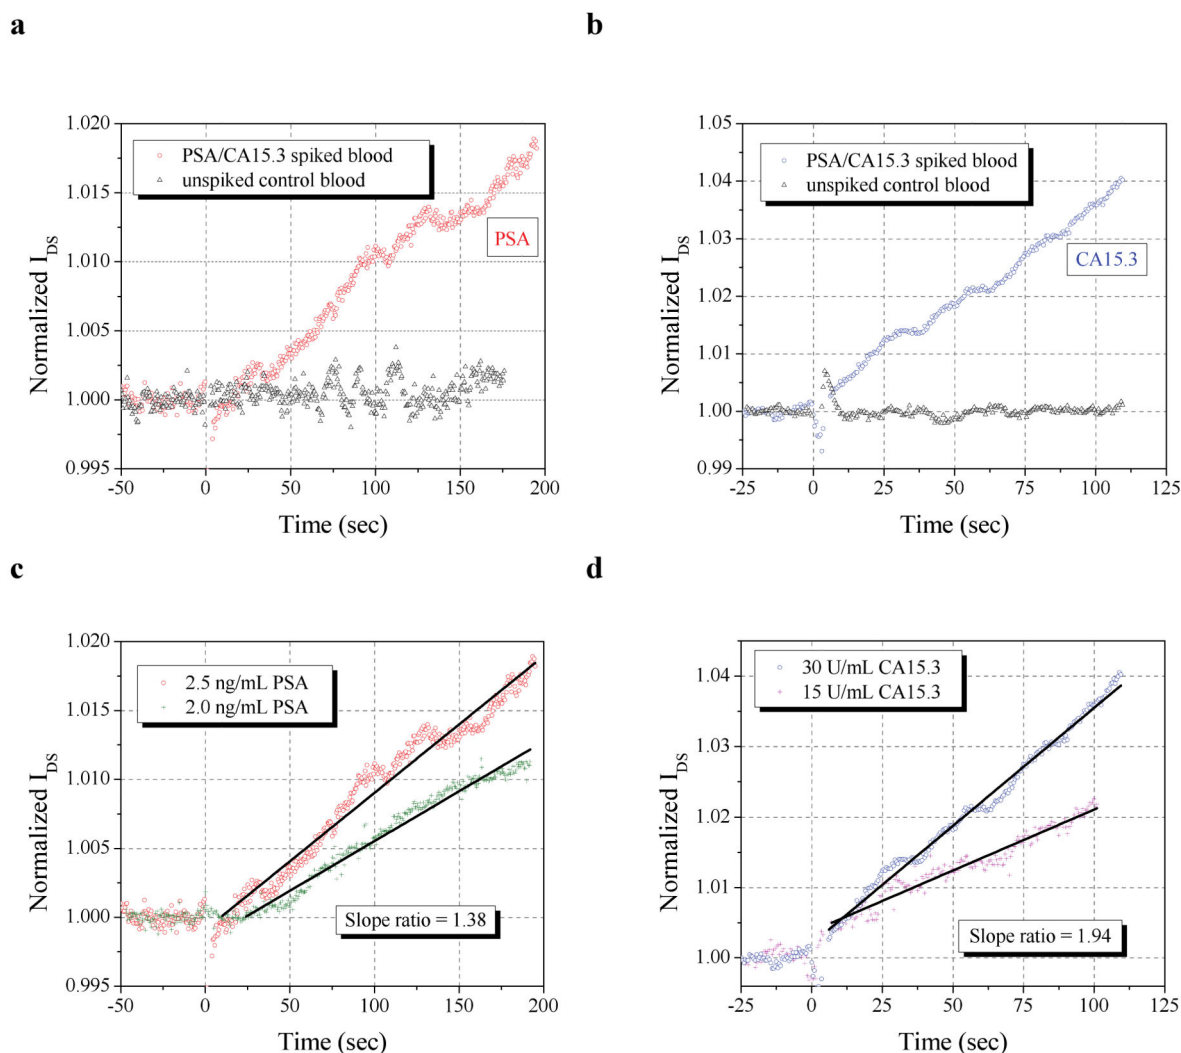 a
b
1.020
1.015
1.010
1.005
1.000
0.995
Normalized I_DS
PSA/CA15.3 spiked blood
unspiked control blood
PSA
-50 0 50 100 150 200
Time (sec)
1.05
1.04
1.03
1.02
1.01
1.00
0.99
Normalized I_DS
PSA/CA15.3 spiked blood
unspiked control blood
CA15.3
-25 0 25 50 75 100 125
Time (sec)
c
d
1.020
1.015
1.010
1.005
1.000
0.995
Normalized I_DS
2.5 ng/mL PSA
2.0 ng/mL PSA
Slope ratio = 1.38
-50 0 50 100 150 200
Time (sec)
1.04
1.03
1.02
1.01
1.00
Normalized I_DS
30 U/mL CA15.3
15 U/mL CA15.3
Slope ratio = 1.94
-25 0 25 50 75 100 125
Time (sec)